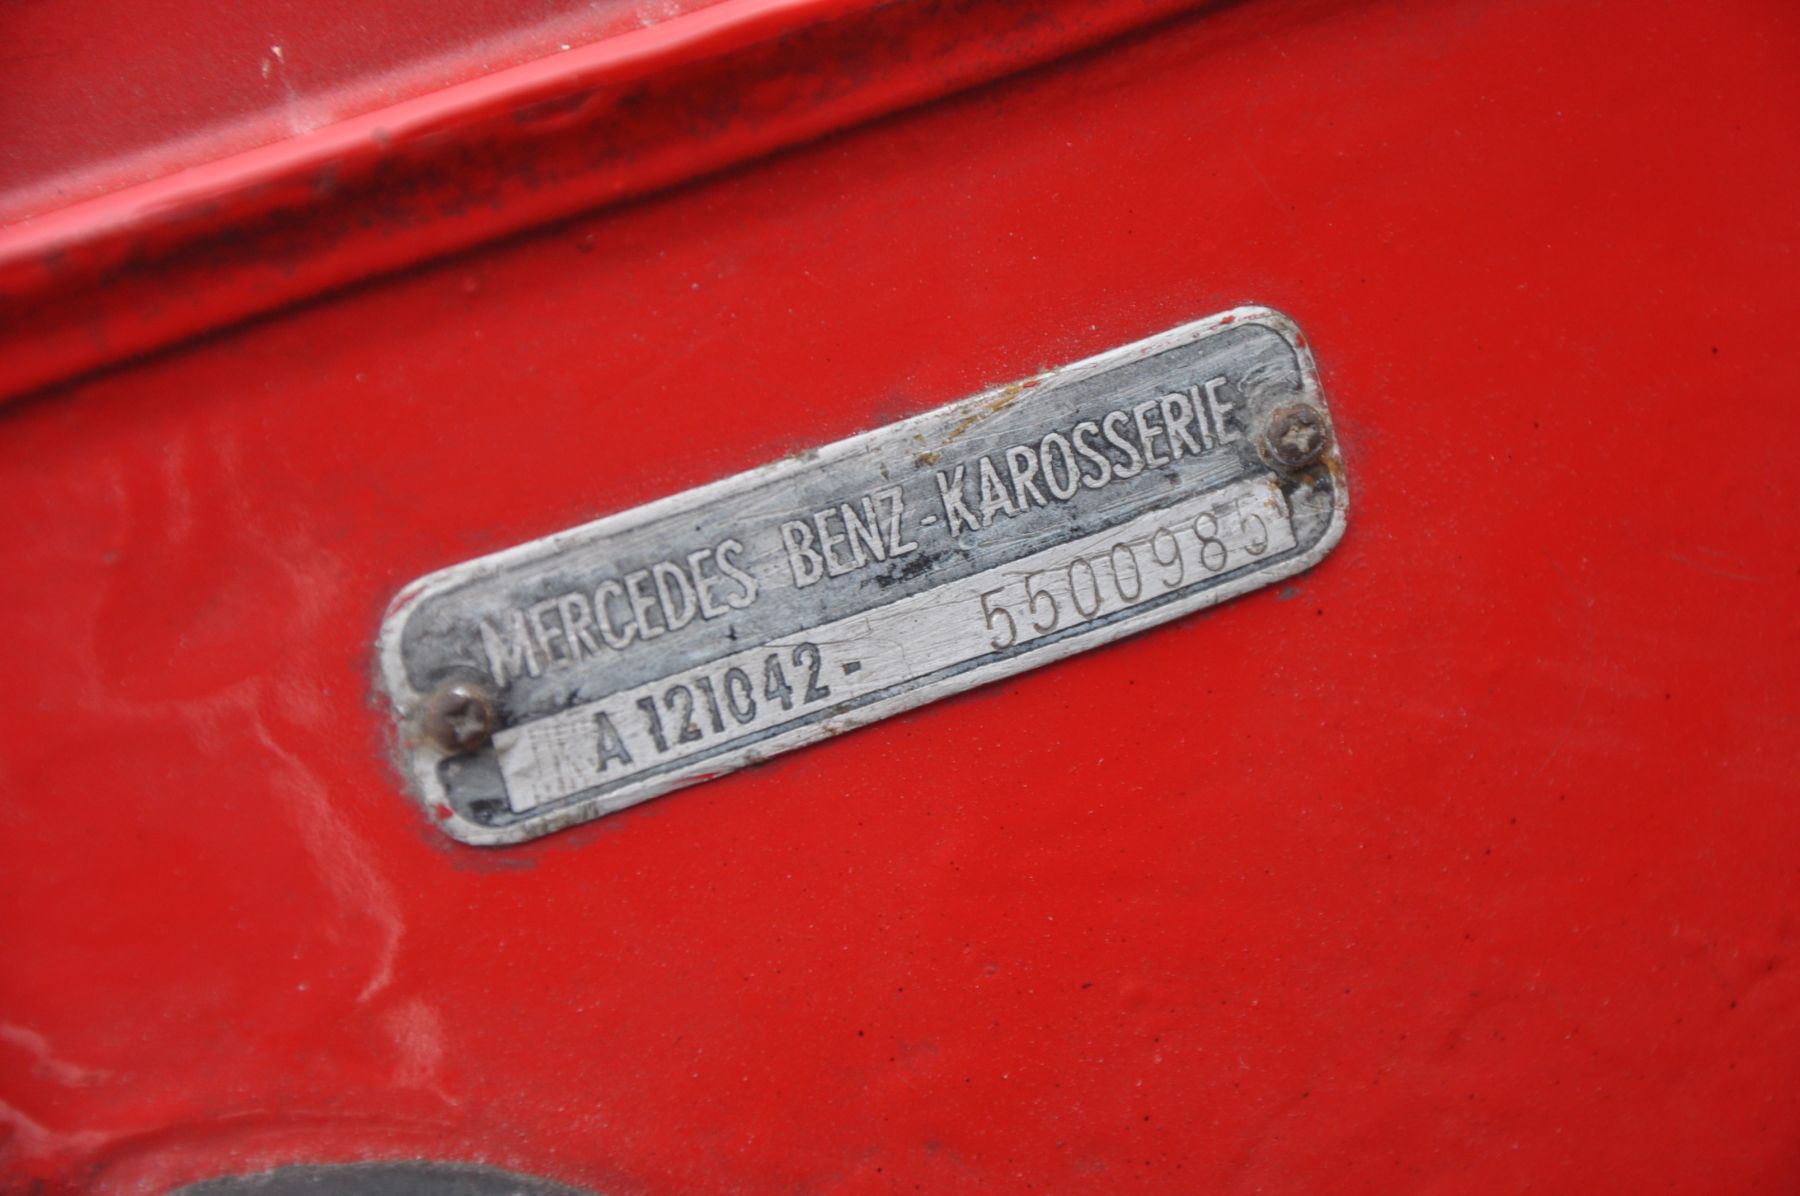 MERCEDES BENZ-KAROSSERIE
A 121042- 5500985